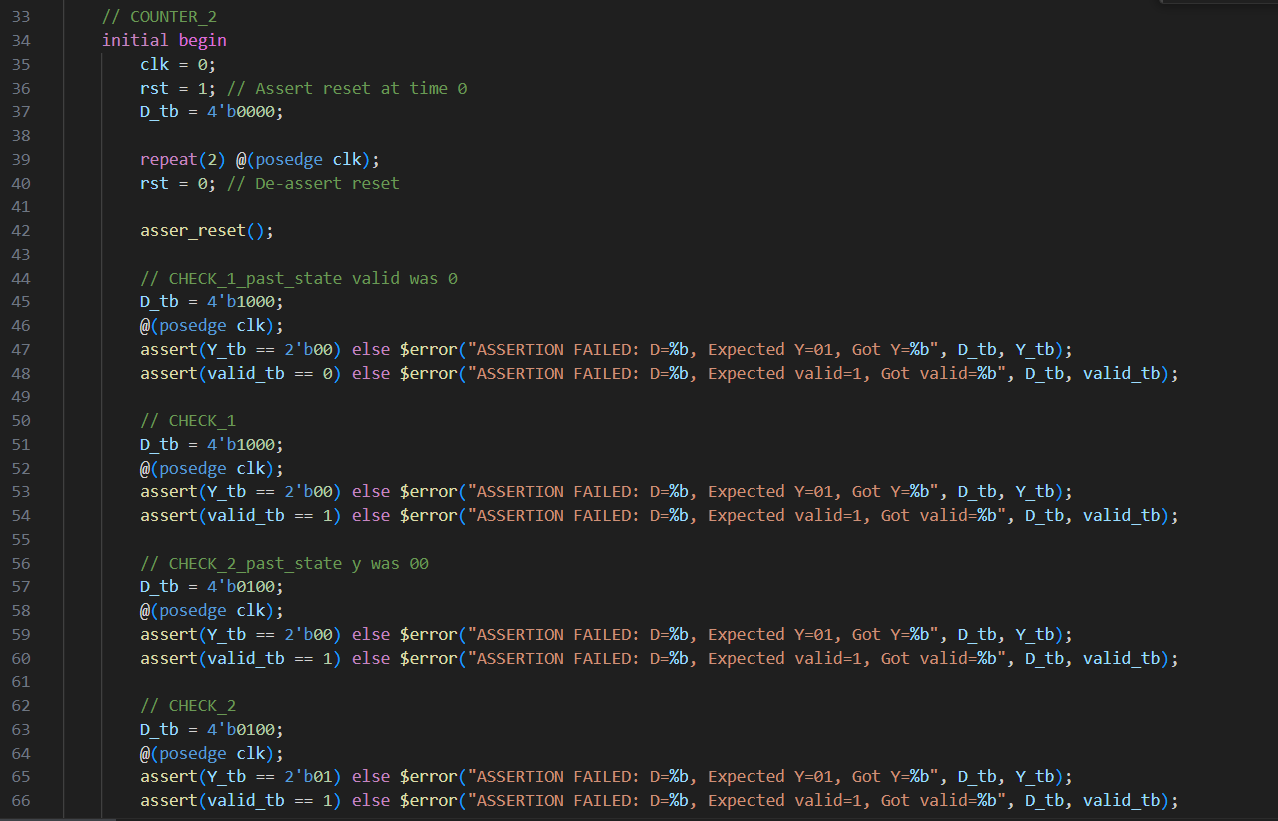 33 // COUNTER_2
34 initial begin
35 clk = 0;
36 rst = 1; // Assert reset at time 0
37 D_tb = 4'b0000;
38
39 repeat(2) @(posedge clk);
40 rst = 0; // De-assert reset
41
42 asser_reset();
43
44 // CHECK_1_past_state valid was 0
45 D_tb = 4'b1000;
46 @(posedge clk);
47 assert(Y_tb == 2'b00) else $error("ASSERTION FAILED: D=%b, Expected Y=01, Got Y=%b", D_tb, Y_tb);
48 assert(valid_tb == 0) else $error("ASSERTION FAILED: D=%b, Expected valid=1, Got valid=%b", D_tb, valid_tb);
49
50 // CHECK_1
51 D_tb = 4'b1000;
52 @(posedge clk);
53 assert(Y_tb == 2'b00) else $error("ASSERTION FAILED: D=%b, Expected Y=01, Got Y=%b", D_tb, Y_tb);
54 assert(valid_tb == 1) else $error("ASSERTION FAILED: D=%b, Expected valid=1, Got valid=%b", D_tb, valid_tb);
55
56 // CHECK_2_past_state y was 00
57 D_tb = 4'b0100;
58 @(posedge clk);
59 assert(Y_tb == 2'b00) else $error("ASSERTION FAILED: D=%b, Expected Y=01, Got Y=%b", D_tb, Y_tb);
60 assert(valid_tb == 1) else $error("ASSERTION FAILED: D=%b, Expected valid=1, Got valid=%b", D_tb, valid_tb);
61
62 // CHECK_2
63 D_tb = 4'b0100;
64 @(posedge clk);
65 assert(Y_tb == 2'b01) else $error("ASSERTION FAILED: D=%b, Expected Y=01, Got Y=%b", D_tb, Y_tb);
66 assert(valid_tb == 1) else $error("ASSERTION FAILED: D=%b, Expected valid=1, Got valid=%b", D_tb, valid_tb);